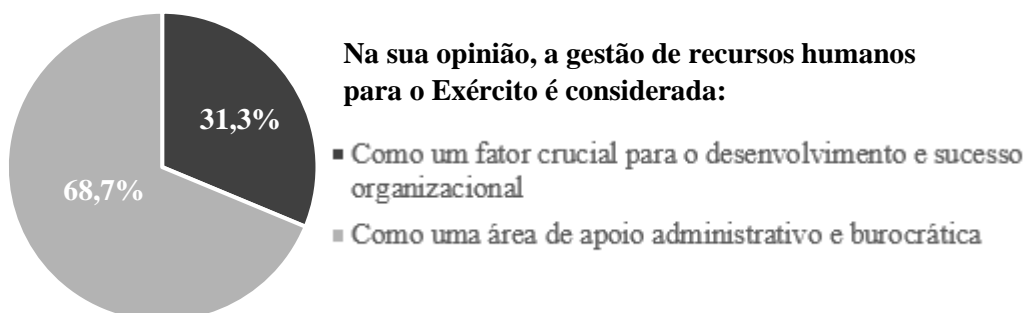 Na sua opinião, a gestão de recursos humanos
para o Exército é considerada:
31,3%
Como um fator crucial para o desenvolvimento e sucesso
organizacional
68,7%
Como uma área de apoio administrativo e burocrática